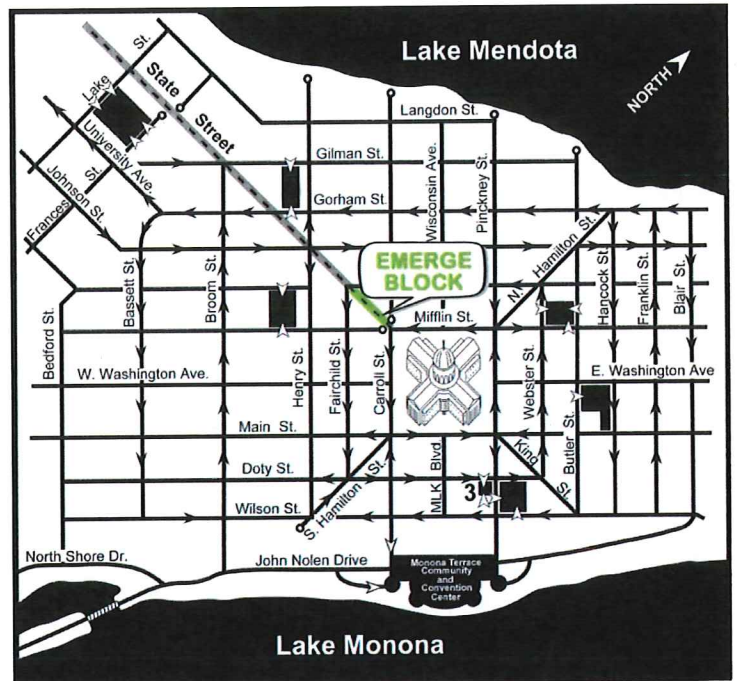 Lake Mendota
NORTH
Lake St.
State Street
Langdon St.
University Ave.
Gilman St.
Wisconsin Ave.
Pinckney St.
Johnson St.
Gorham St.
Frances St.
EMERGE
BLOCK
N. Hamilton St.
Bedford St.
Bassett St.
Broom St.
Mifflin St.
Hancock St.
Franklin St.
Blair St.
Henry St.
Fairchild St.
Carroll St.
W. Washington Ave.
Webster St.
E. Washington Ave
Butler St.
Main St.
King St.
Doty St.
MLK Blvd
3
S. Hamilton St.
Wilson St.
North Shore Dr.
John Nolen Drive
Monona Terrace
Community
and
Convention
Center
Lake Monona